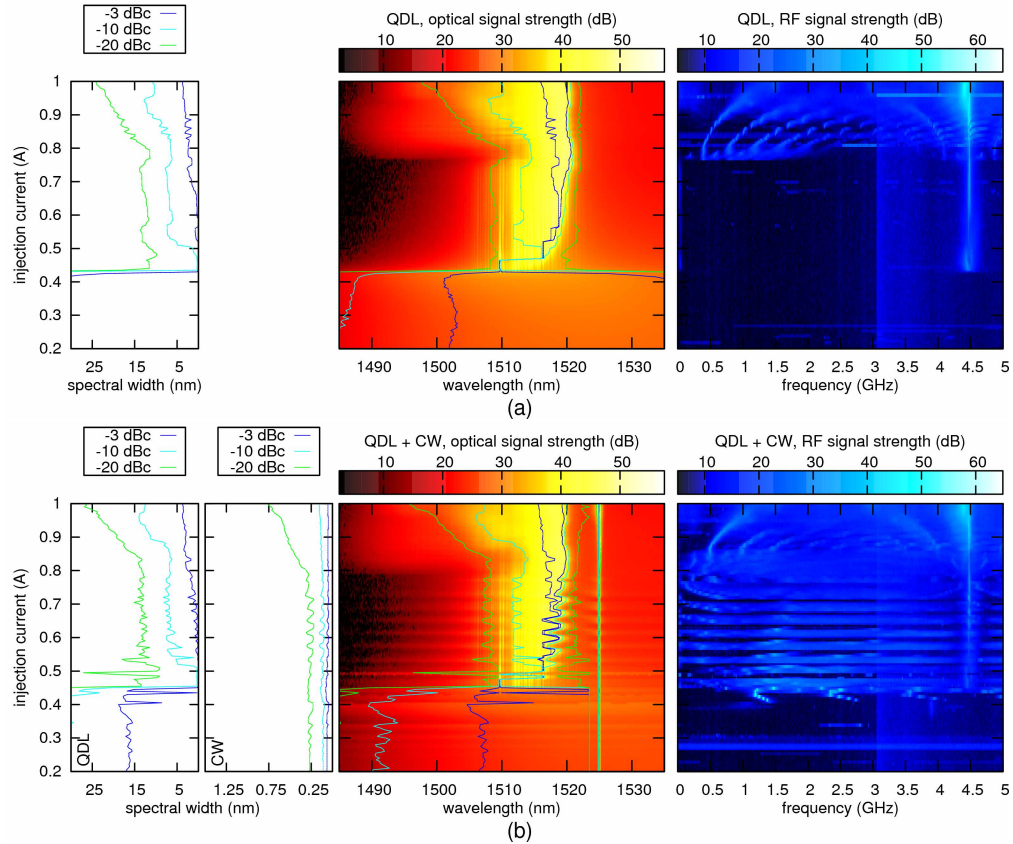 -3 dBc
-10 dBc
-20 dBc
QDL, optical signal strength (dB)
10 20 30 40 50
QDL, RF signal strength (dB)
10 20 30 40 50 60
injection current (A)
1
0.9
0.8
0.7
0.6
0.5
0.4
0.3
0.2
25 15 5
spectral width (nm)
1490 1500 1510 1520 1530
wavelength (nm)
0 0.5 1 1.5 2 2.5 3 3.5 4 4.5 5
frequency (GHz)
(a)
-3 dBc
-10 dBc
-20 dBc
-3 dBc
-10 dBc
-20 dBc
QDL + CW, optical signal strength (dB)
10 20 30 40 50
QDL + CW, RF signal strength (dB)
10 20 30 40 50 60
injection current (A)
1
0.9
0.8
0.7
0.6
0.5
0.4
0.3
0.2
QDL
CW
25 15 5
1.25 0.75 0.25
spectral width (nm)
1490 1500 1510 1520 1530
wavelength (nm)
0 0.5 1 1.5 2 2.5 3 3.5 4 4.5 5
frequency (GHz)
(b)